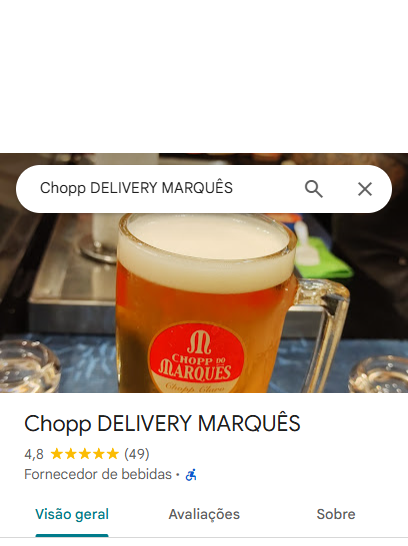 Chopp DELIVERY MARQUÊS
CHOPP DO
MARQUÊS
Chopp Claro
Chopp DELIVERY MARQUÊS
4,8 (49)
Fornecedor de bebidas ·
Visão geral
Avaliações
Sobre